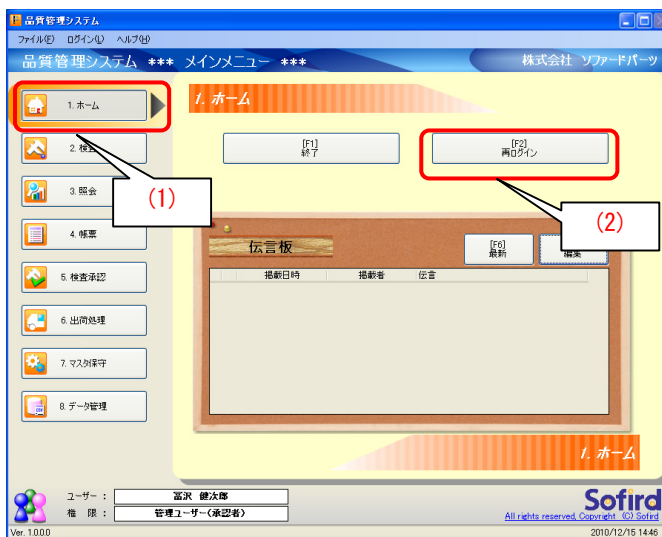 品質管理システム
ファイル(F) ログイン(L) ヘルプ(H)
品質管理システム *** メインメニュー ***
株式会社 ソファードパーツ
1. ホーム
1. ホーム
[F1]
終了
[F2]
再ログイン
2. 検査
3. 照会
(1)
(2)
4. 帳票
伝言板
[F6]
最新
編集
掲載日時 掲載者 伝言
5. 検査承認
6. 出荷処理
7. マスタ保守
8. データ管理
1. ホーム
ユーザー : 冨沢 健次郎
権 限 : 管理ユーザー(承認者)
Sofird
All rights reserved, Copyright (C) Sofird
Ver. 1.0.0.0
2010/12/15 14:46